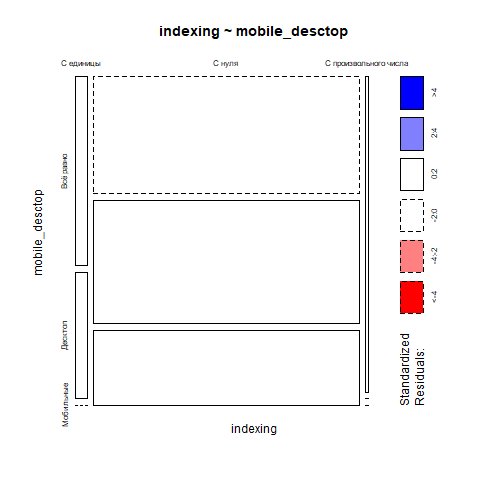 indexing ~ mobile_desctop
С единицы
С нуля
С произвольного числа
Всё равно
Десктоп
Мобильные
mobile_desctop
indexing
>4
2:4
0:2
-2:0
-4:-2
<-4
Standardized
Residuals: